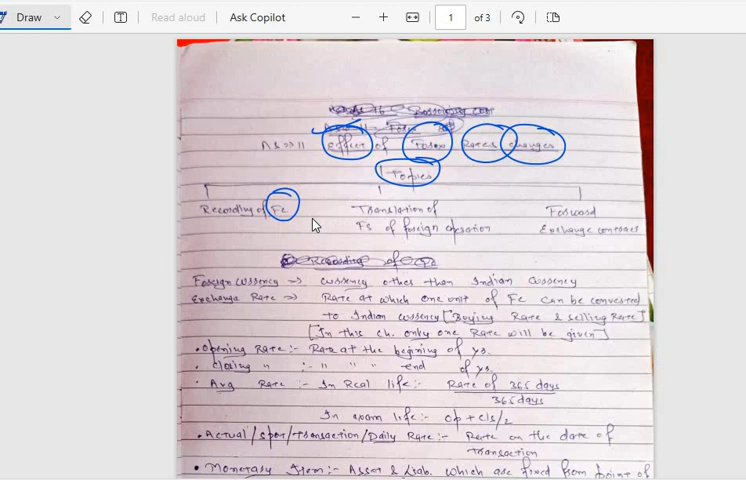 Draw
Read aloud
Ask Copilot
1 of 3
AS 11 Effect of Forex Rates changes
Topics
Recording of Fc
Translation of
FS of foreign operation
Forward
Exchange contract
Recording of
Foreign currency => currency other than Indian currency
Exchange Rate => Rate at which one unit of Fc can be converted
to Indian currency [Buying Rate & selling Rate]
[In this ch. only one Rate will be given]
• Opening Rate:- Rate at the begining of yr.
• closing " :- " " " end of yr.
• Avg Rate:- In Real life:- Rate of 365 days
365 days
In exam life:- op + cls/2
• Actual/spot/Transaction/Daily Rate:- Rate on the date of
Transaction
• Monetary Item:- Asset & Liab. which are fixed from point of